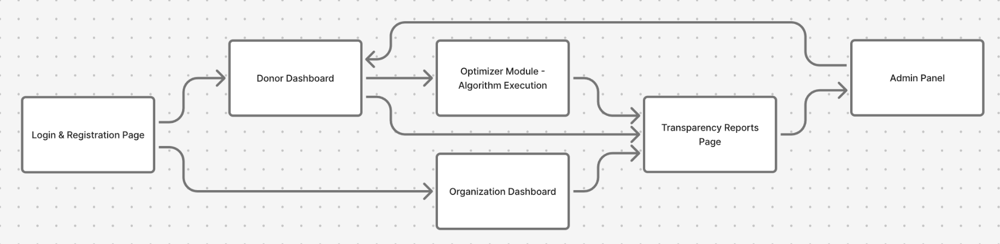 Login & Registration Page
Donor Dashboard
Optimizer Module -
Algorithm Execution
Organization Dashboard
Transparency Reports
Page
Admin Panel